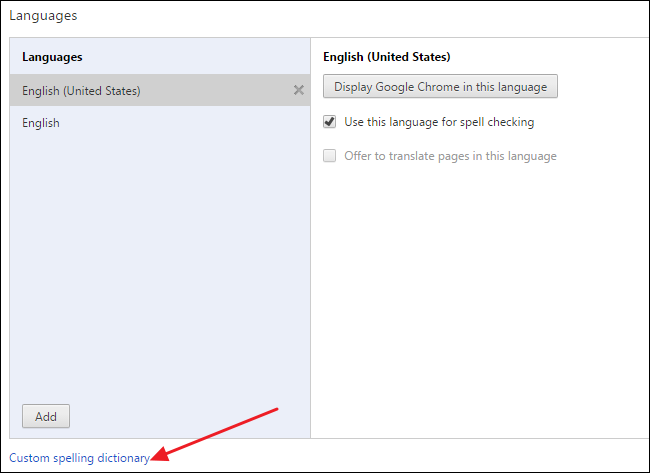 Languages
Languages
English (United States)
English
Add
English (United States)
Display Google Chrome in this language
Use this language for spell checking
Offer to translate pages in this language
Custom spelling dictionary